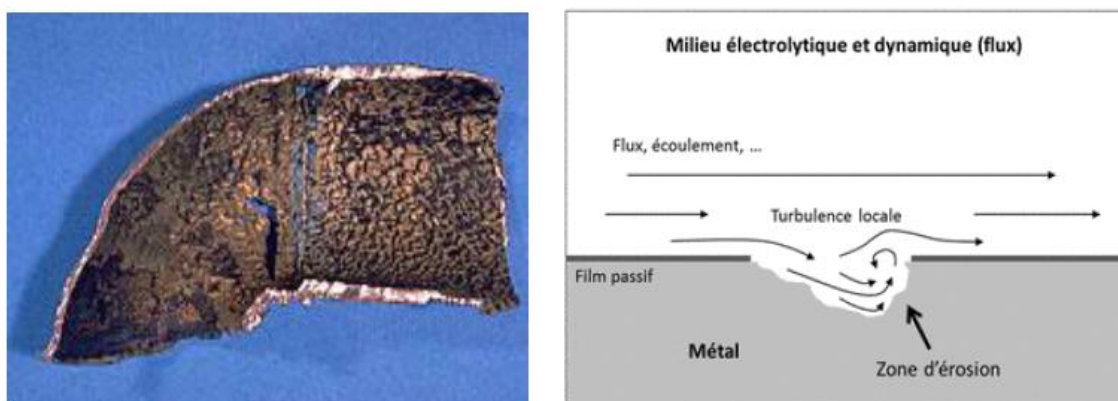 Milieu électrolytique et dynamique (flux)
Flux, écoulement, ...
Turbulence locale
Film passif
Métal
Zone d'érosion